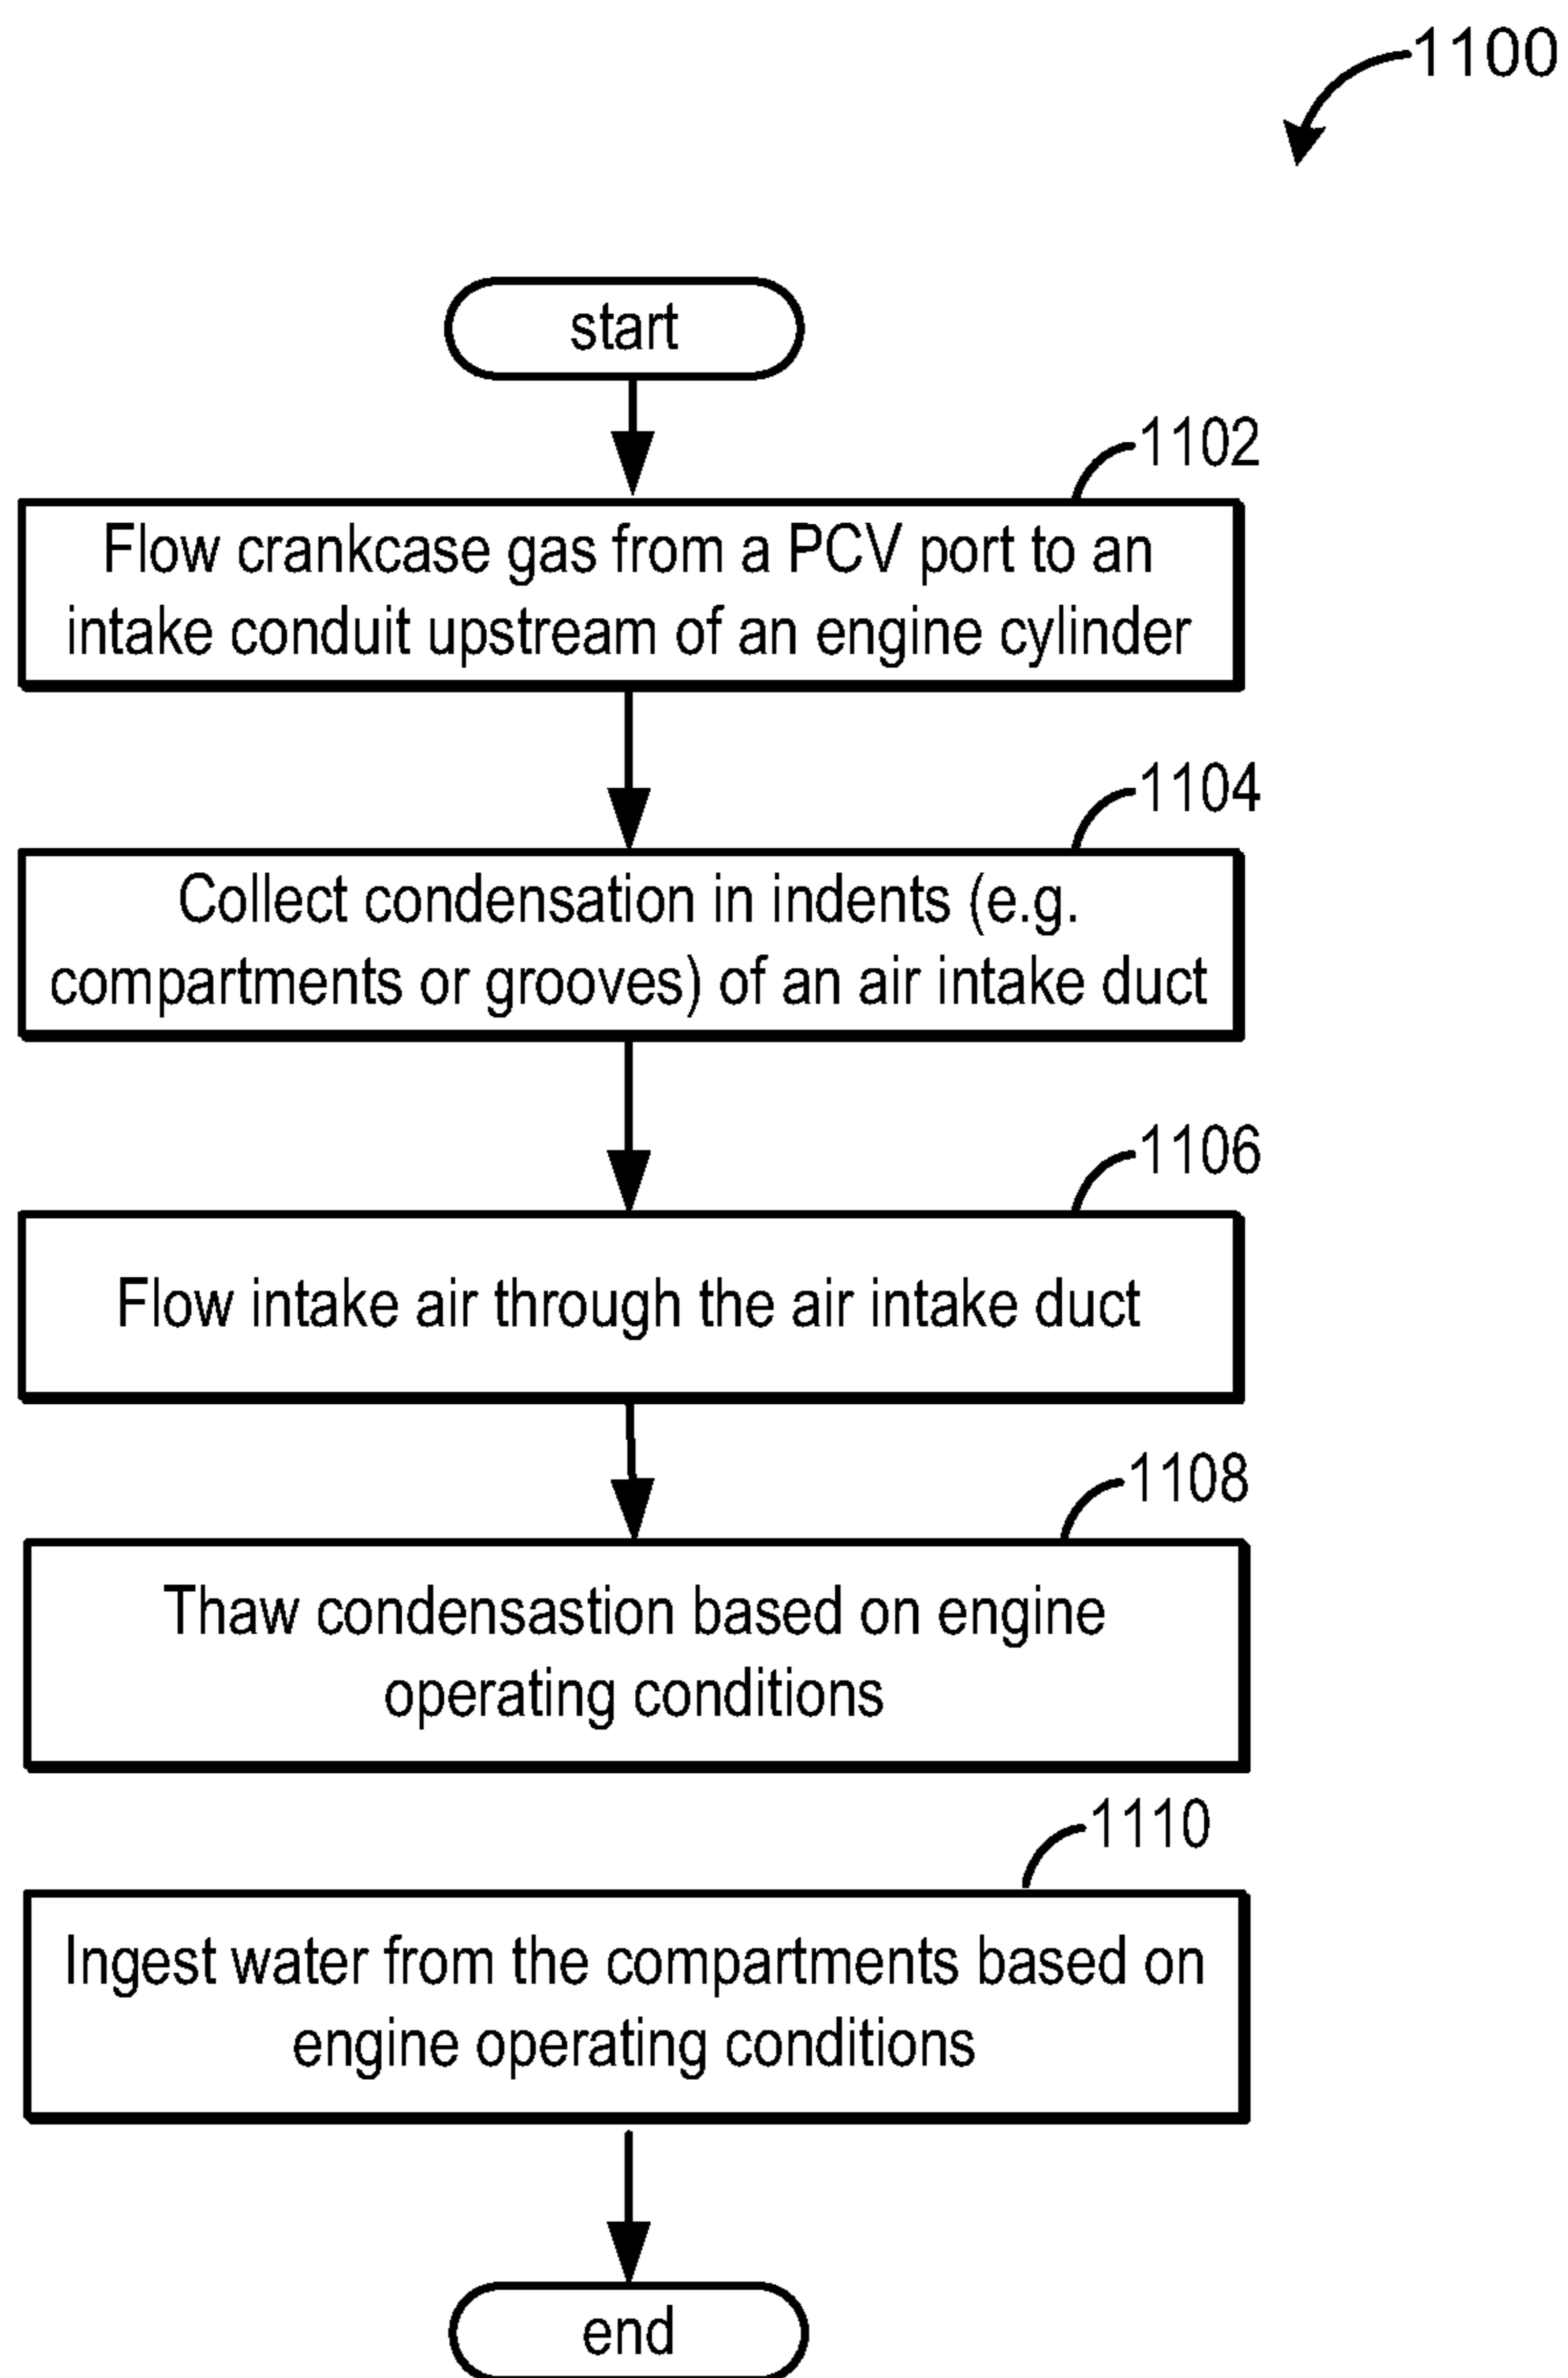 1100
start
1102
Flow crankcase gas from a PCV port to an
intake conduit upstream of an engine cylinder
1104
Collect condensation in indents (e.g.
compartments or grooves) of an air intake duct
1106
Flow intake air through the air intake duct
1108
Thaw condensastion based on engine
operating conditions
1110
Ingest water from the compartments based on
engine operating conditions
end